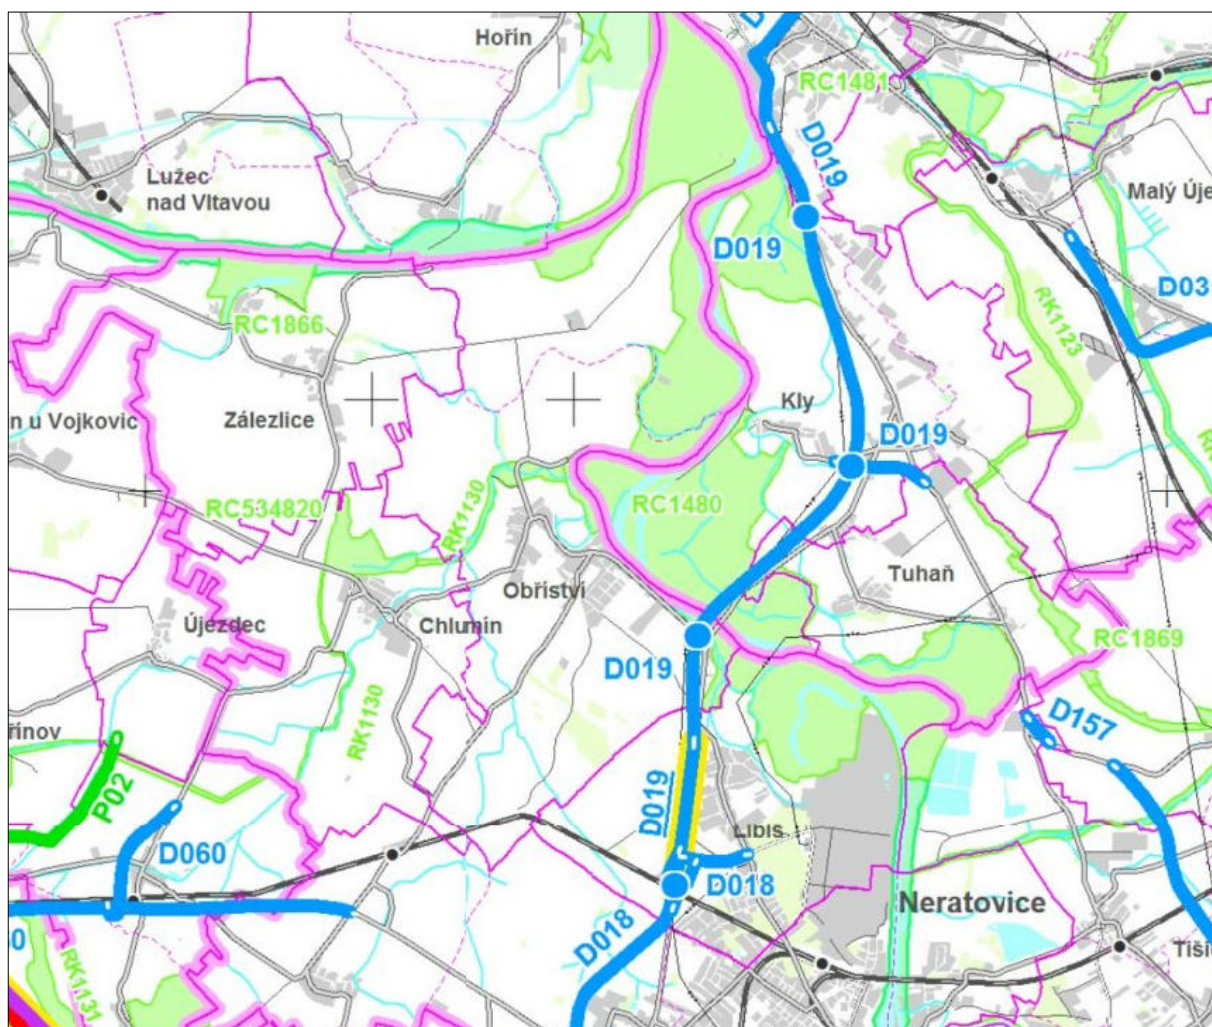 Hořín
RC1481
D019
Lužec
nad Vltavou
Malý Úje
D019
D03
RC1866
RK1123
Kly
D019
n u Vojkovic
Zálezlice
RC534820
RK1130
RC1480
Tuhaň
Obříství
Újezdec
Chlumín
RC1869
D019
řínov
RK1130
D157
P02
D019
Libiš
D060
D018
Neratovice
D018
Tiši
RK1131